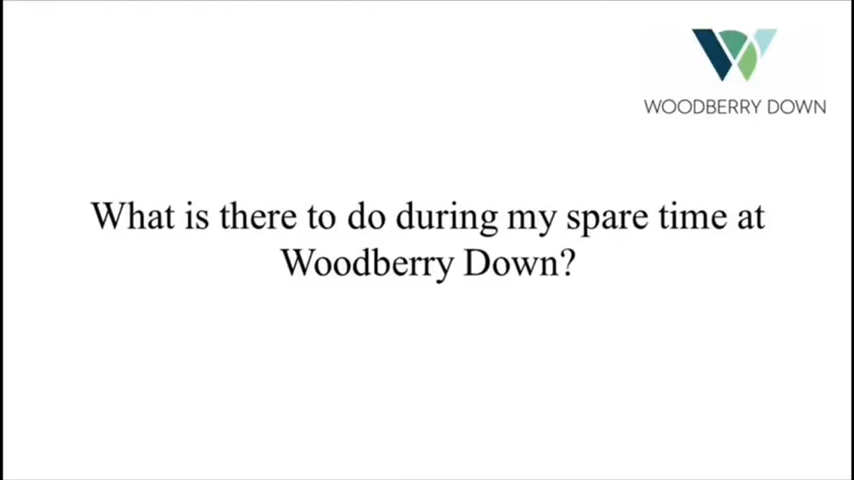 WOODBERRY DOWN
What is there to do during my spare time at
Woodberry Down?